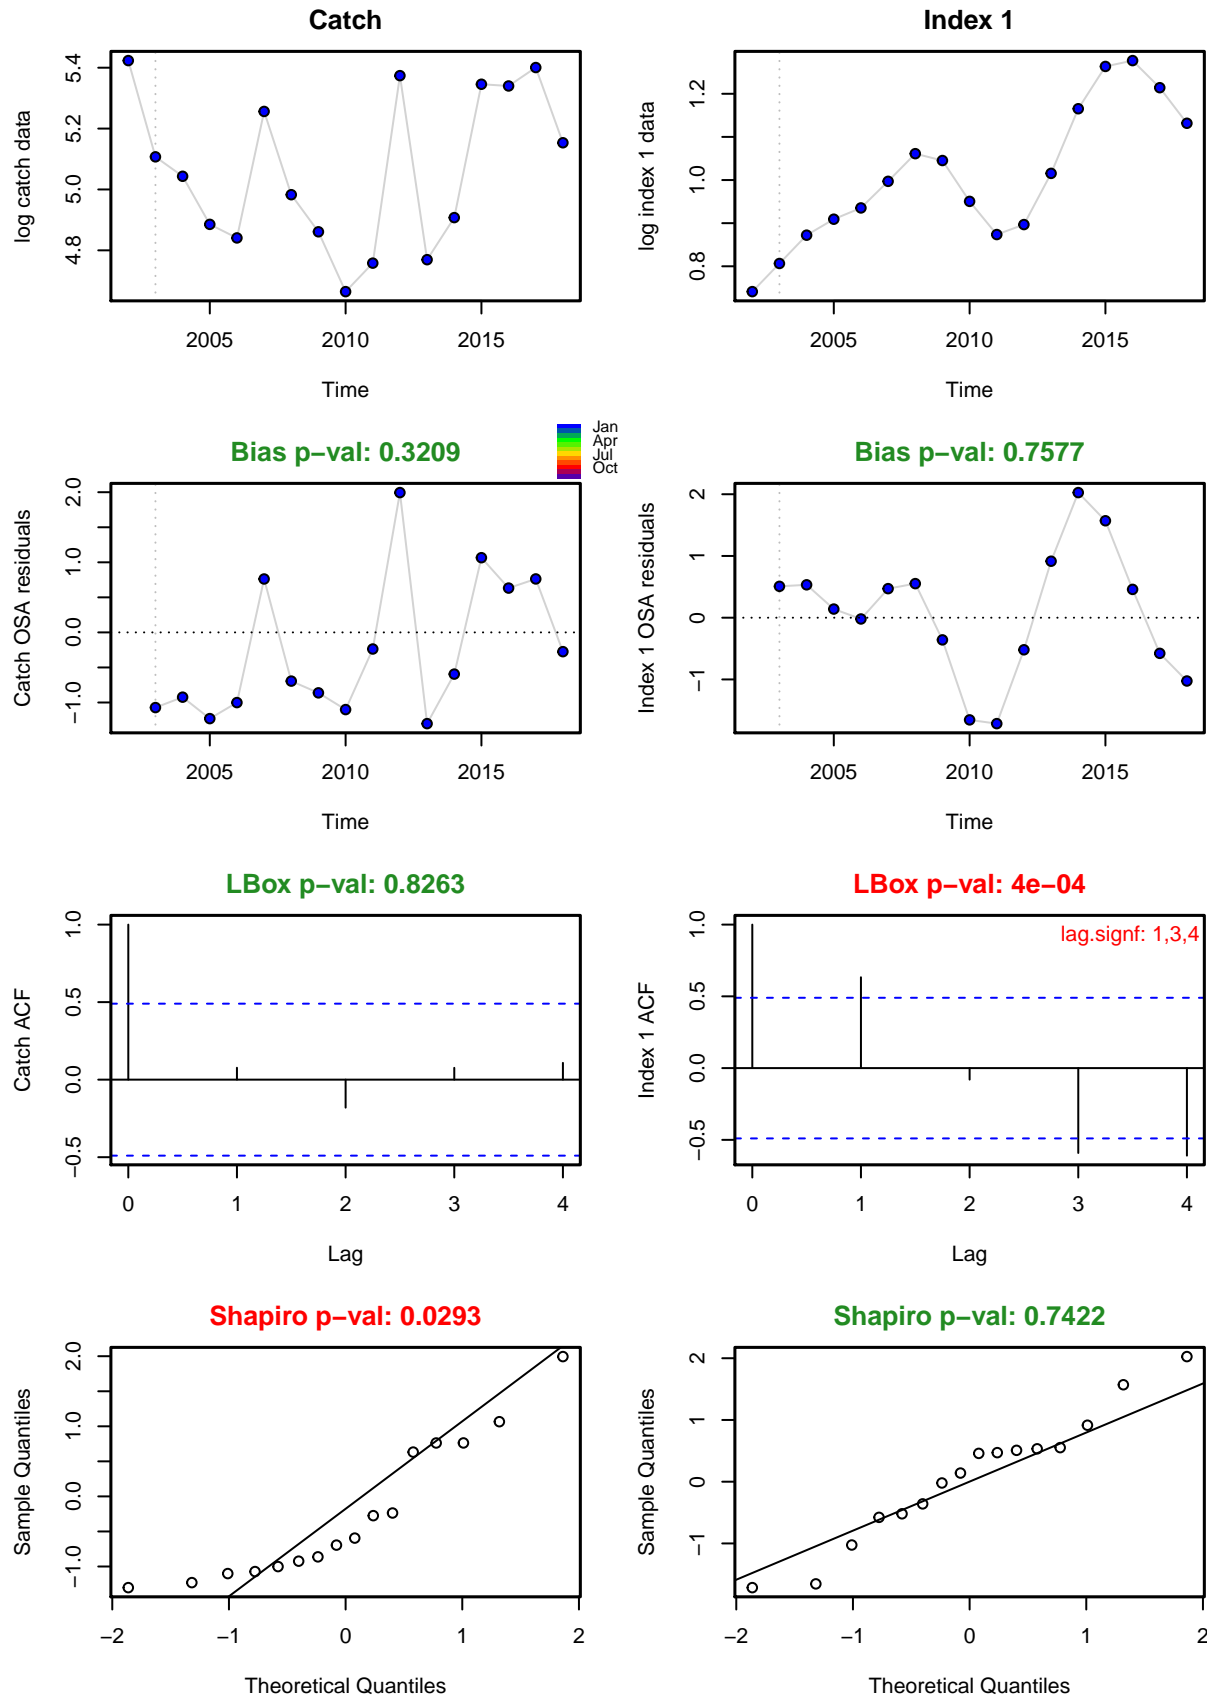 Catch
log catch data
4.8 5.0 5.2 5.4
2005 2010 2015
Time
Index 1
log index 1 data
0.8 1.0 1.2
2005 2010 2015
Time
Bias p−val: 0.3209
Jan
Apr
Jul
Oct
Catch OSA residuals
−1.0 0.0 1.0 2.0
2005 2010 2015
Time
Bias p−val: 0.7577
Index 1 OSA residuals
−1 0 1 2
2005 2010 2015
Time
LBox p−val: 0.8263
Catch ACF
−0.5 0.0 0.5 1.0
0 1 2 3 4
Lag
LBox p−val: 4e−04
lag.signf: 1,3,4
Index 1 ACF
−0.5 0.0 0.5 1.0
0 1 2 3 4
Lag
Shapiro p−val: 0.0293
Sample Quantiles
−1.0 0.0 1.0 2.0
−2 −1 0 1 2
Theoretical Quantiles
Shapiro p−val: 0.7422
Sample Quantiles
−1 0 1 2
−2 −1 0 1 2
Theoretical Quantiles